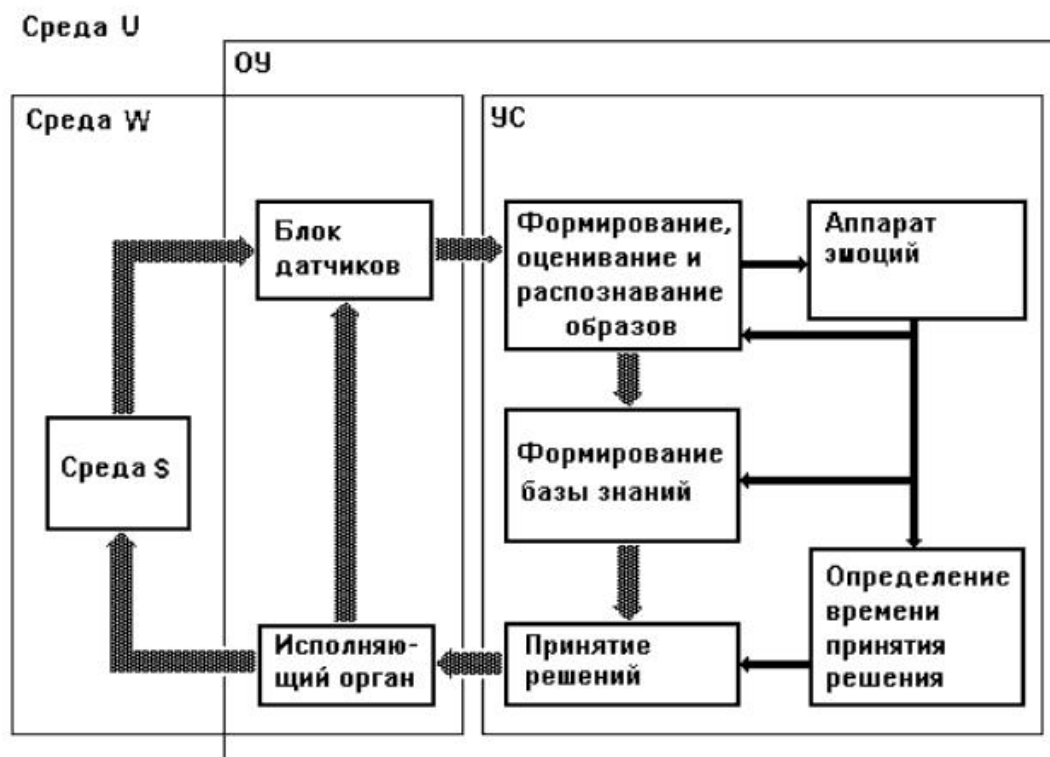 Среда U
ОУ
Среда W
УС
Блок
датчиков
Формирование,
оценивание и
распознавание
образов
Аппарат
эмоций
Среда S
Формирование
базы знаний
Исполняю-
щий орган
Принятие
решений
Определение
времени
принятия
решения